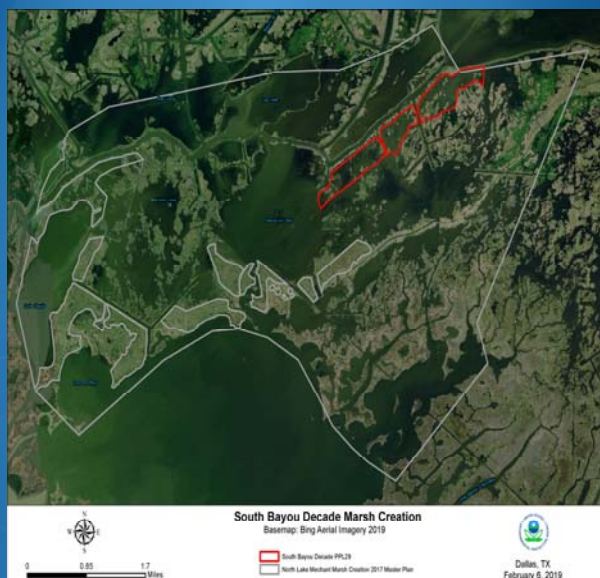 South Bayou Decade Marsh Creation
Basemap: Bing Aerial Imagery 2019
N
W
E
S
South Bayou Decade PPL29
North Lake Merchant Marsh Creation 2017 Master Plan
0
0.85
1.7
Miles
Dallas, TX
February 6, 2019